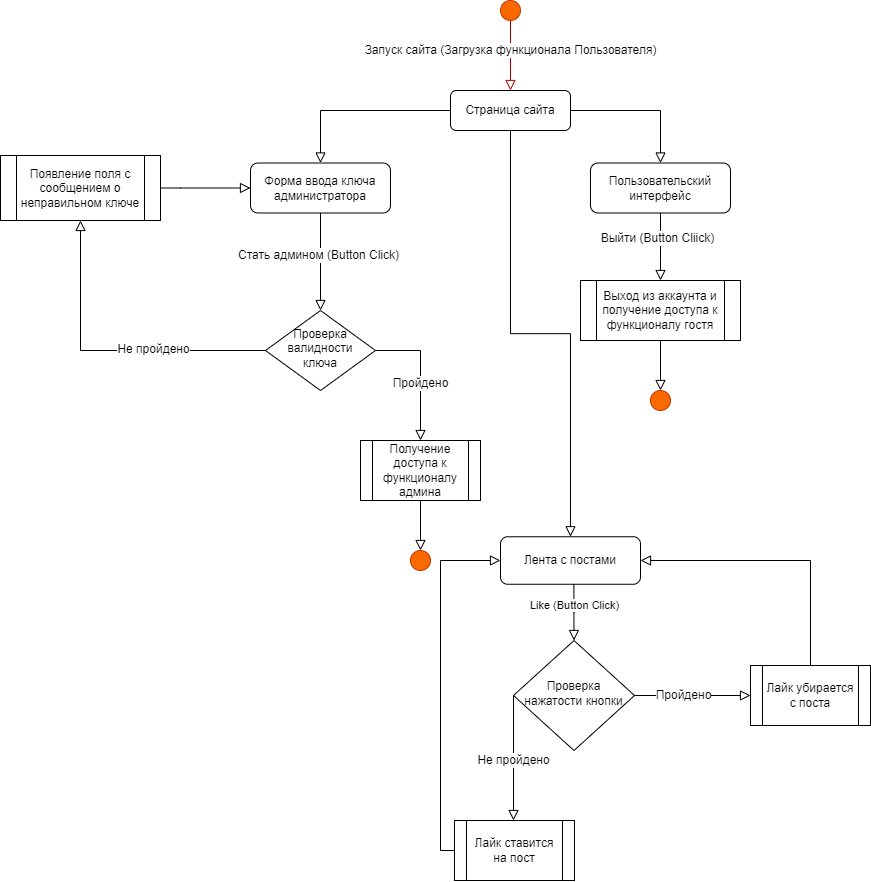 Запуск сайта (Загрузка функционала Пользователя)
Страница сайта
Появление поля с
сообщением о
неправильном ключе
Форма ввода ключа
администратора
Пользовательский
интерфейс
Стать админом (Button Click)
Выйти (Button Cliick)
Выход из аккаунта и
получение доступа к
функционалу гостя
Проверка
валидности
ключа
Не пройдено
Пройдено
Получение
доступа к
функционалу
админа
Лента с постами
Like (Button Click)
Проверка
нажатости кнопки
Пройдено
Лайк убирается
с поста
Не пройдено
Лайк ставится
на пост